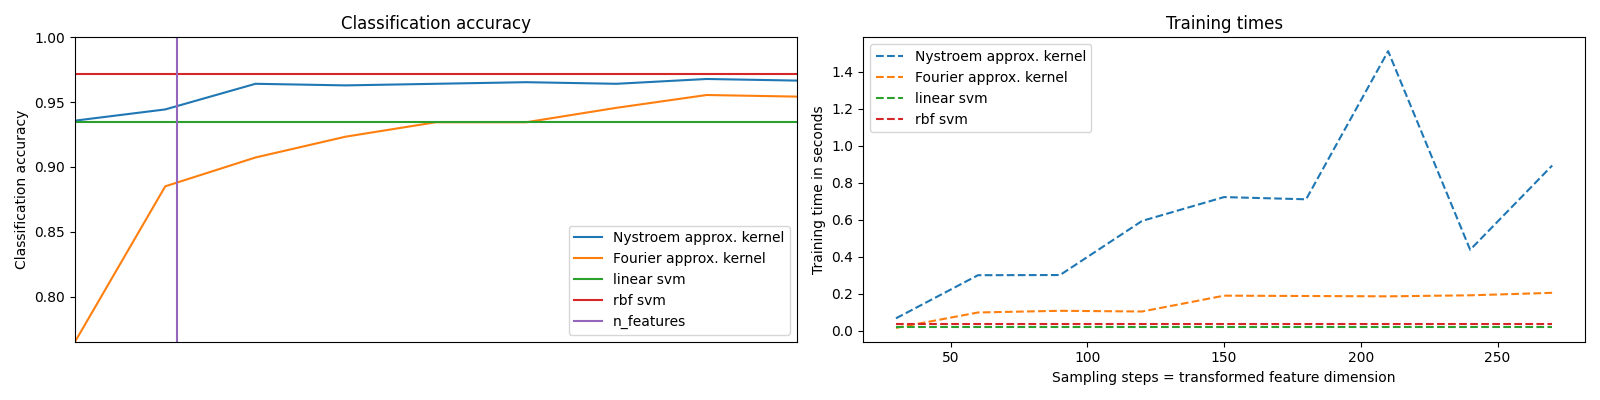 Classification accuracy
Classification accuracy
1.00
0.95
0.90
0.85
0.80
Nystroem approx. kernel
Fourier approx. kernel
linear svm
rbf svm
n_features
Training times
Training time in seconds
1.4
1.2
1.0
0.8
0.6
0.4
0.2
0.0
Nystroem approx. kernel
Fourier approx. kernel
linear svm
rbf svm
50
100
150
200
250
Sampling steps = transformed feature dimension